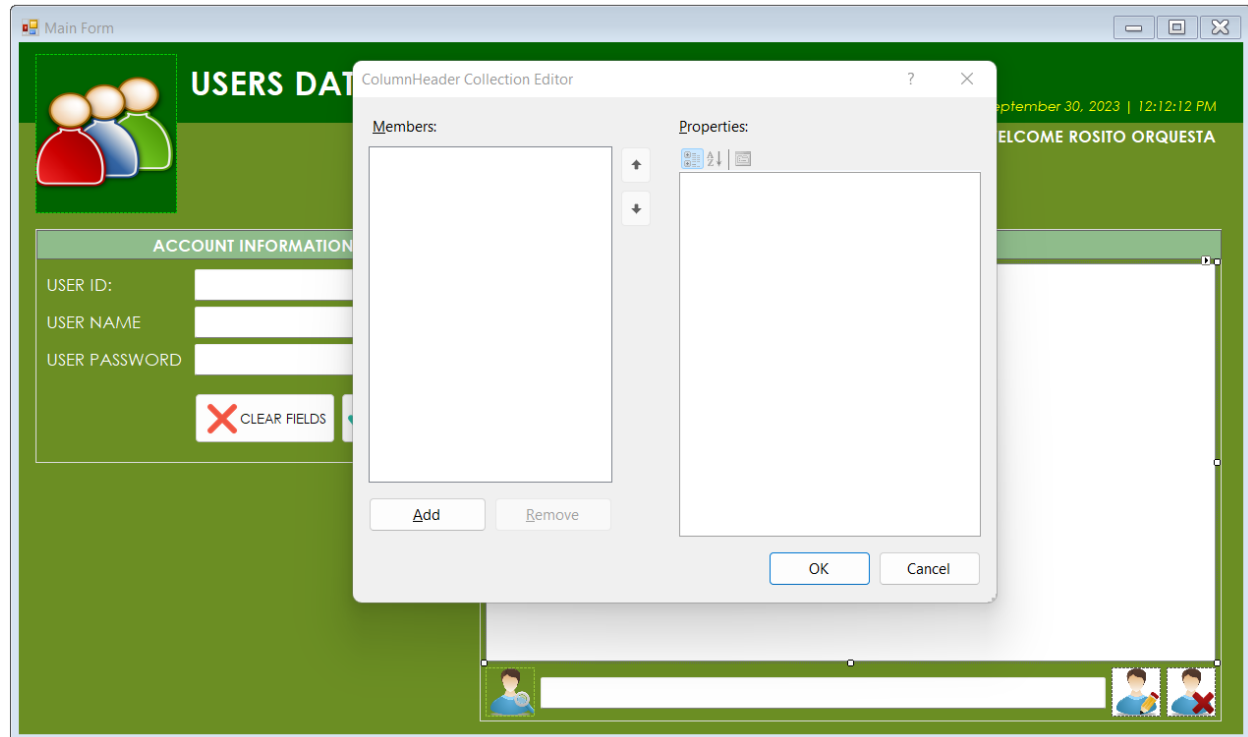 Main Form
USERS DAT
ColumnHeader Collection Editor
?
eptember 30, 2023 | 12:12:12 PM
ELCOME ROSITO ORQUESTA
Members:
Properties:
ACCOUNT INFORMATION
USER ID:
USER NAME
USER PASSWORD
CLEAR FIELDS
Add
Remove
OK
Cancel